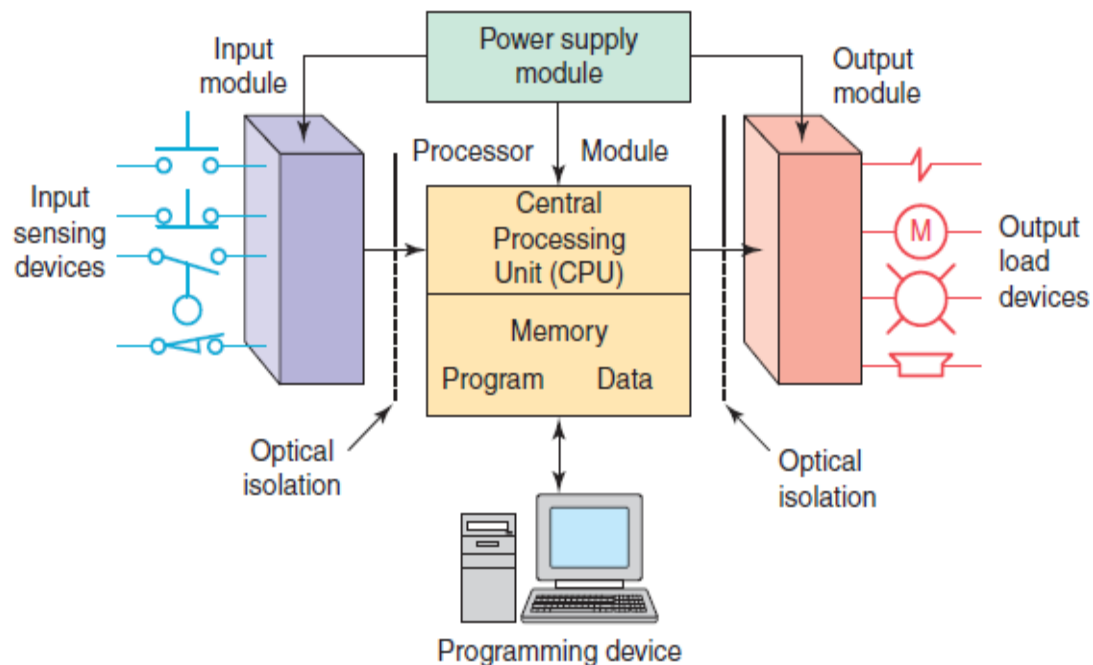 Power supply
module
Input
module
Output
module
Processor Module
Input
sensing
devices
Central
Processing
Unit (CPU)
Memory
Program Data
M
Output
load
devices
Optical
isolation
Optical
isolation
Programming device